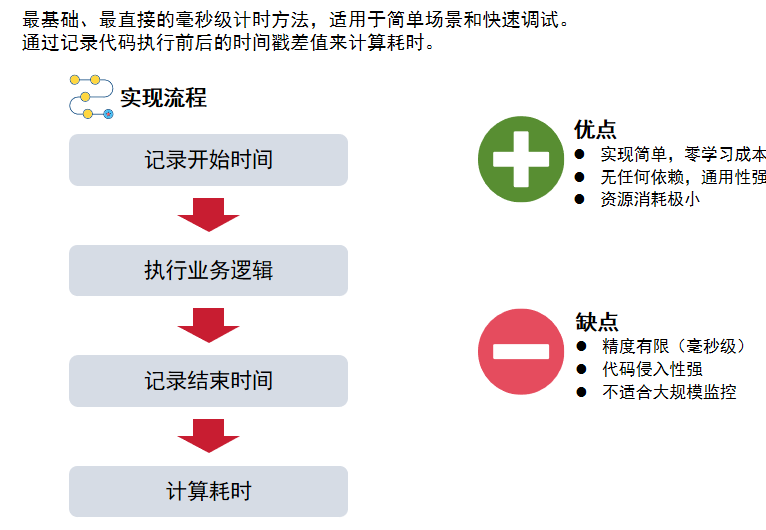 最基础、最直接的毫秒级计时方法，适用于简单场景和快速调试。
通过记录代码执行前后的时间戳差值来计算耗时。
实现流程
记录开始时间
执行业务逻辑
记录结束时间
计算耗时
优点
● 实现简单，零学习成本
● 无任何依赖，通用性强
● 资源消耗极小
缺点
● 精度有限（毫秒级）
● 代码侵入性强
● 不适合大规模监控